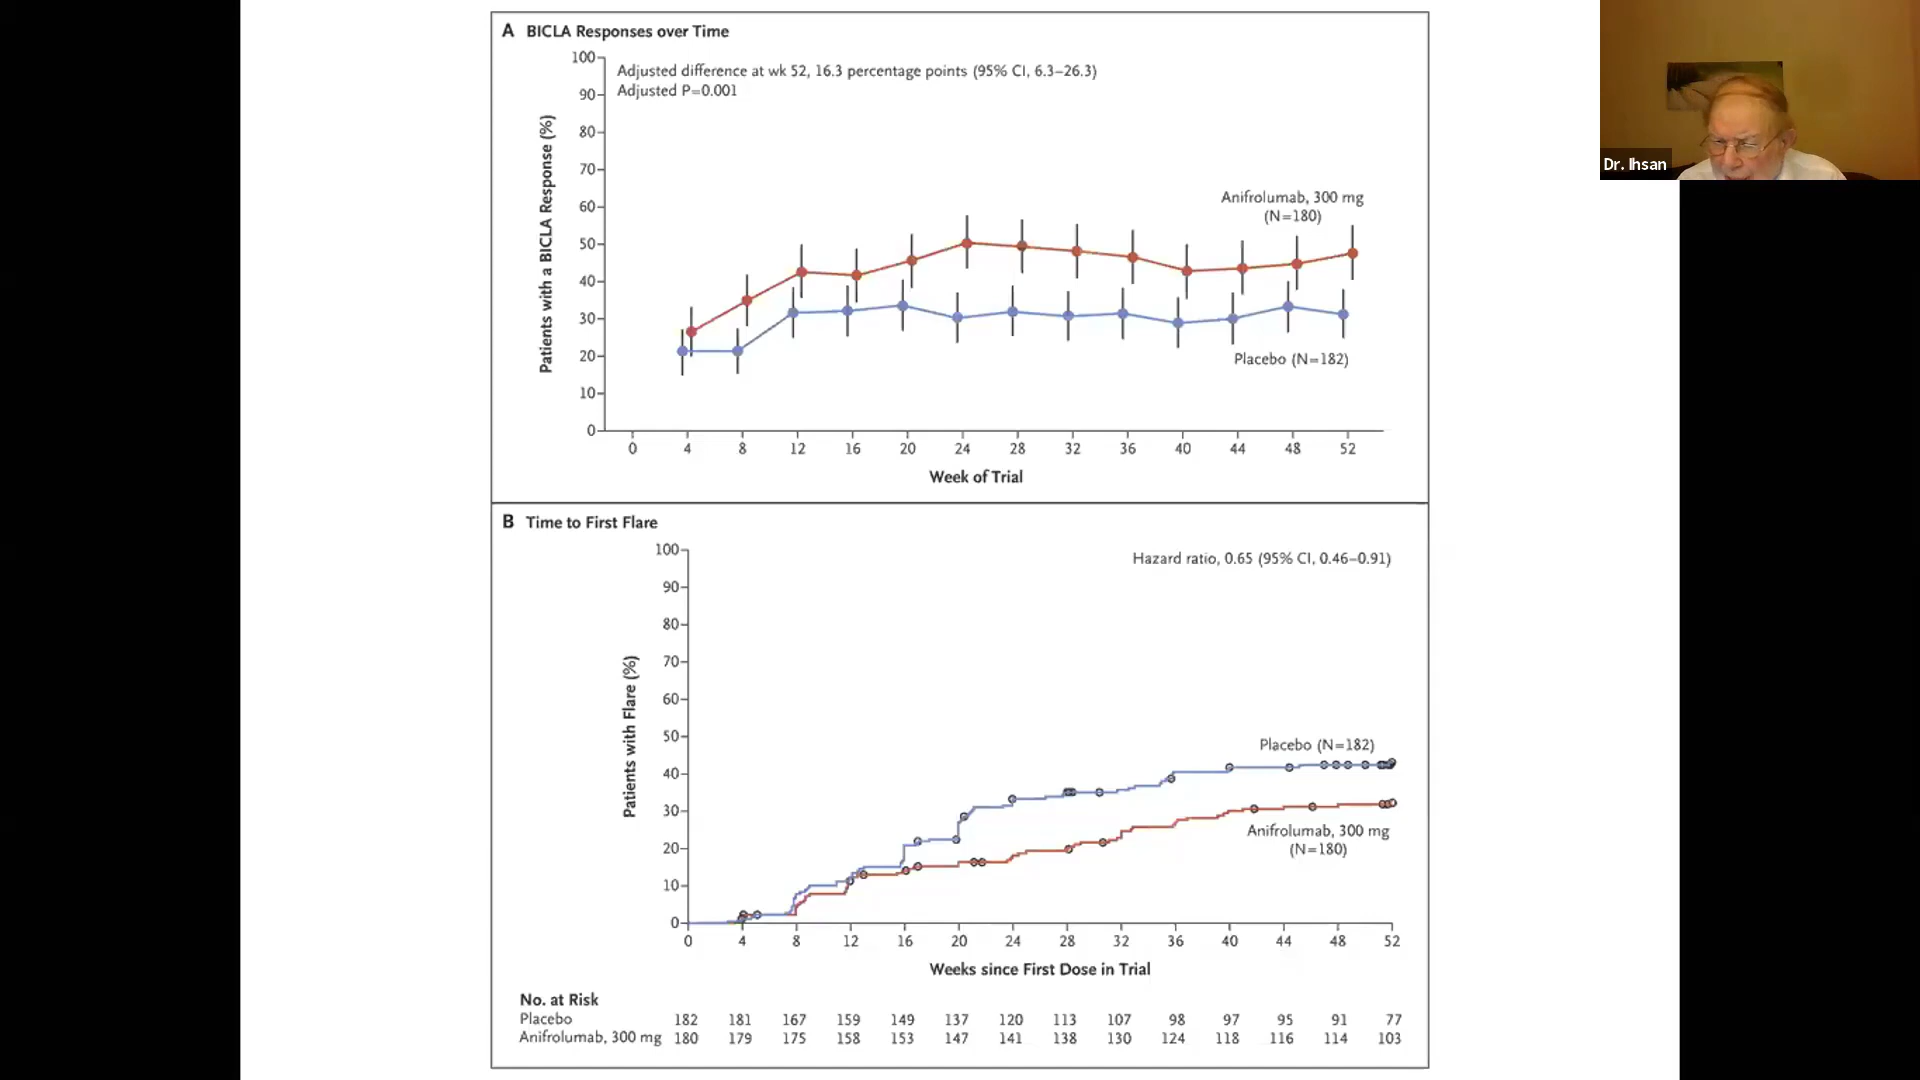 A BICLA Responses over Time
Adjusted difference at wk 52, 16.3 percentage points (95% CI, 6.3–26.3)
Adjusted P=0.001
Patients with a BICLA Response (%)
100
90
80
70
60
50
40
30
20
10
0
Anifrolumab, 300 mg
(N=180)
Placebo (N=182)
0 4 8 12 16 20 24 28 32 36 40 44 48 52
Week of Trial
B Time to First Flare
Hazard ratio, 0.65 (95% CI, 0.46–0.91)
Patients with Flare (%)
100
90
80
70
60
50
40
30
20
10
0
Placebo (N=182)
Anifrolumab, 300 mg
(N=180)
0 4 8 12 16 20 24 28 32 36 40 44 48 52
Weeks since First Dose in Trial
No. at Risk
Placebo 182 181 167 159 149 137 120 113 107 98 97 95 91 77
Anifrolumab, 300 mg 180 179 175 158 153 147 141 138 130 124 118 116 114 103
Dr. Ihsan